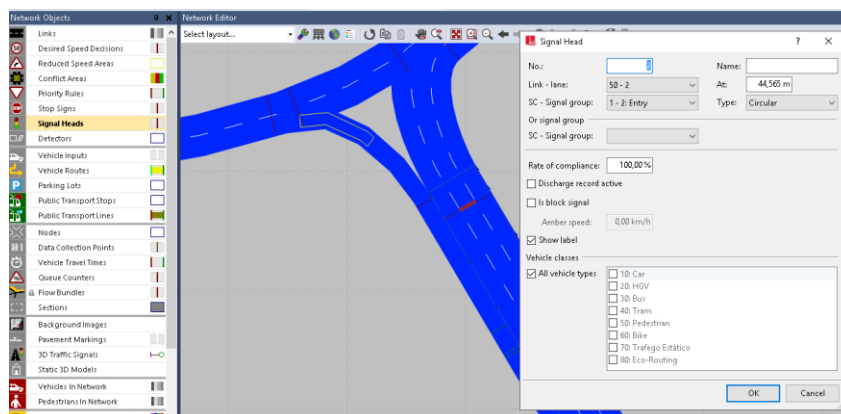 Network Objects
Network Editor
Select layout...
Links
Desired Speed Decisions
Reduced Speed Areas
Conflict Areas
Priority Rules
Stop Signs
Signal Heads
Detectors
Vehicle Inputs
Vehicle Routes
Parking Lots
Public Transport Stops
Public Transport Lines
Nodes
Data Collection Points
Vehicle Travel Times
Queue Counters
Flow Bundles
Sections
Background Images
Pavement Markings
3D Traffic Signals
Static 3D Models
Vehicles In Network
Pedestrians In Network
Signal Head
No.: 2 Name:
Link - lane: 50 - 2 At: 44,565 m
SC - Signal group: 1 - 2: Entry Type: Circular
Or signal group
SC - Signal group:
Rate of compliance: 100,00 %
Discharge record active
Is block signal
Amber speed: 0,00 km/h
Show label
Vehicle classes
All vehicle types
10: Car
20: HGV
30: Bus
40: Tram
50: Pedestrian
60: Bike
70: Trafego Estático
80: Eco-Routing
OK Cancel